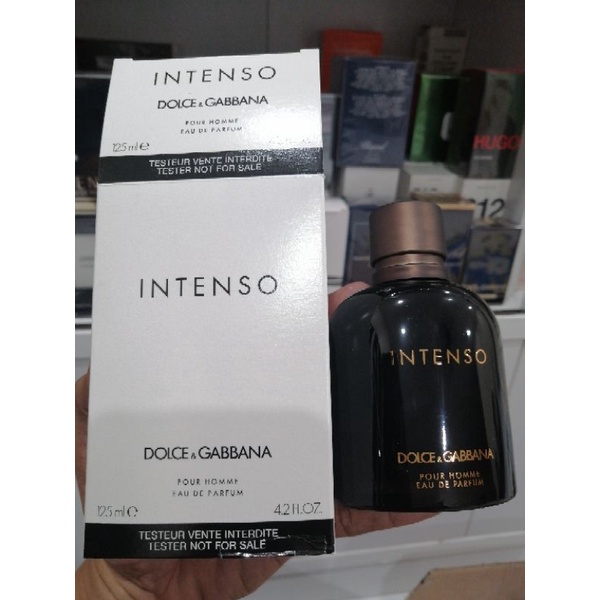 INTENSO
DOLCE & GABBANA
POUR HOMME
EAU DE PARFUM
125 ml e
TESTEUR VENTE INTERDITE
TESTER NOT FOR SALE
INTENSO
DOLCE & GABBANA
POUR HOMME
EAU DE PARFUM
125 ml e 4.2 FL.OZ.
TESTEUR VENTE INTERDITE
TESTER NOT FOR SALE
INTENSO
DOLCE & GABBANA
POUR HOMME
EAU DE PARFUM
HUGO
12